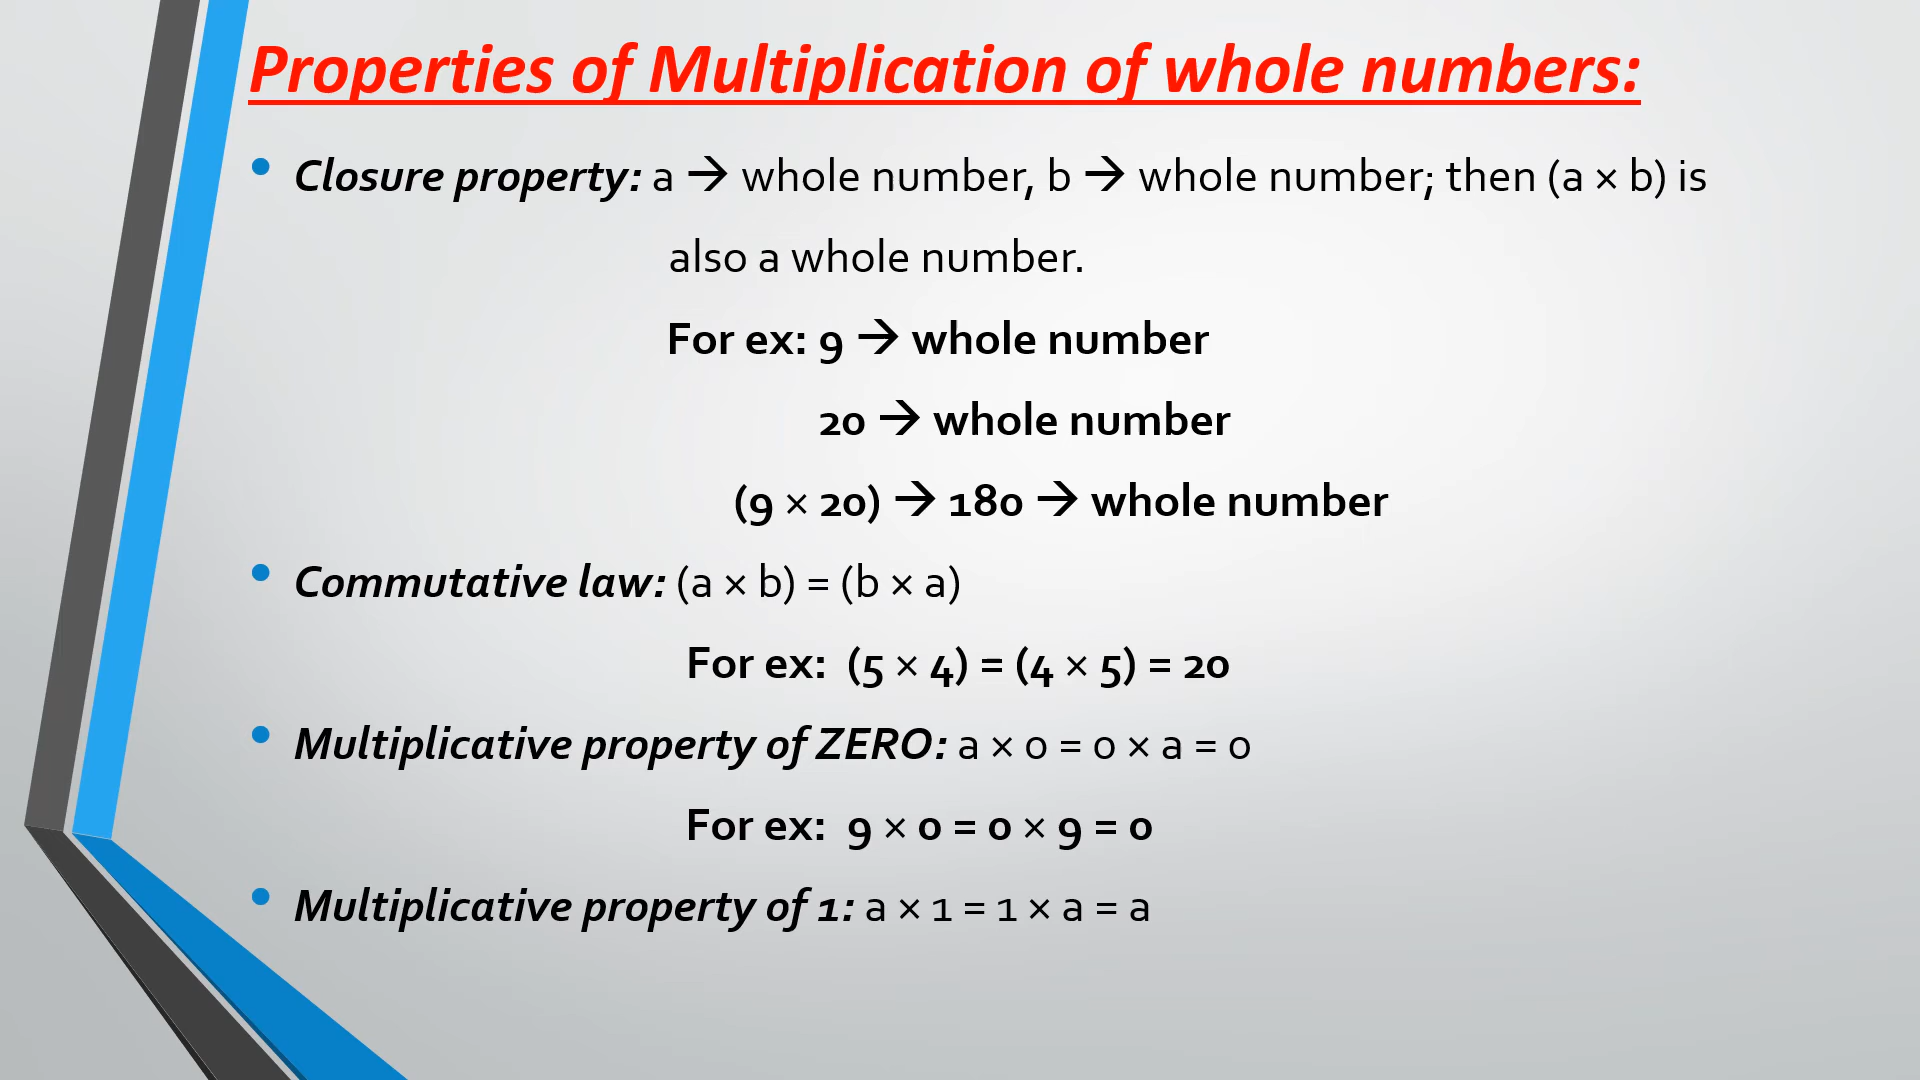 Properties of Multiplication of whole numbers:
• Closure property: a → whole number, b → whole number; then (a × b) is
also a whole number.
For ex: 9 → whole number
20 → whole number
(9 × 20) → 180 → whole number
• Commutative law: (a × b) = (b × a)
For ex: (5 × 4) = (4 × 5) = 20
• Multiplicative property of ZERO: a × 0 = 0 × a = 0
For ex: 9 × 0 = 0 × 9 = 0
• Multiplicative property of 1: a × 1 = 1 × a = a